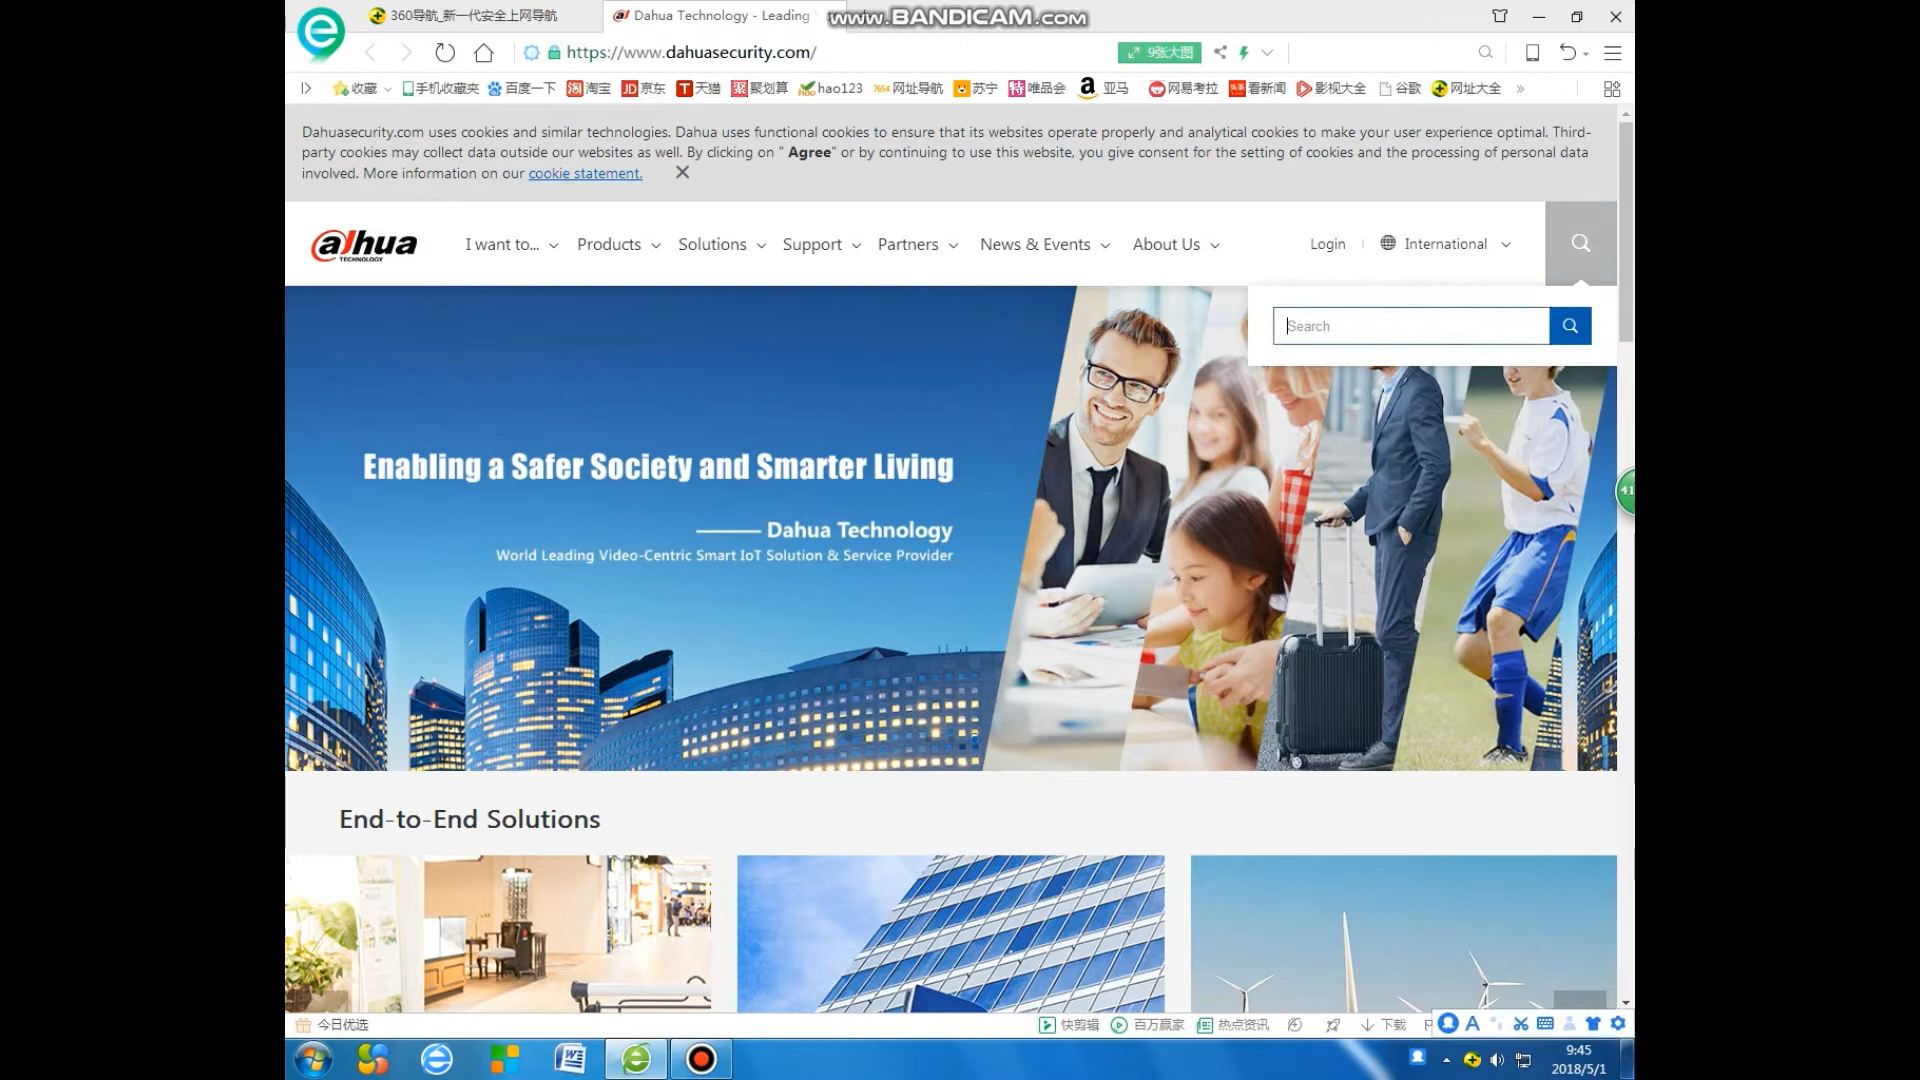 360导航_新一代安全上网导航
Dahua Technology - Leading
www.BANDICAM.com
https://www.dahuasecurity.com/
9张大图
收藏
手机收藏夹
百度一下
淘宝
JD 京东
T 天猫
聚 聚划算
hao123
7654 网址导航
苏宁
特 唯品会
a 亚马
网易考拉
看新闻
影视大全
谷歌
网址大全
»
Dahuasecurity.com uses cookies and similar technologies. Dahua uses functional cookies to ensure that its websites operate properly and analytical cookies to make your user experience optimal. Third-
party cookies may collect data outside our websites as well. By clicking on " Agree" or by continuing to use this website, you give consent for the setting of cookies and the processing of personal data
involved. More information on our cookie statement.
alhua
TECHNOLOGY
I want to...
Products
Solutions
Support
Partners
News & Events
About Us
Login
International
Search
Enabling a Safer Society and Smarter Living
Dahua Technology
World Leading Video-Centric Smart IoT Solution & Service Provider
41
End-to-End Solutions
今日优选
快剪辑
百万赢家
热点资讯
下载
A
9:45
2018/5/1